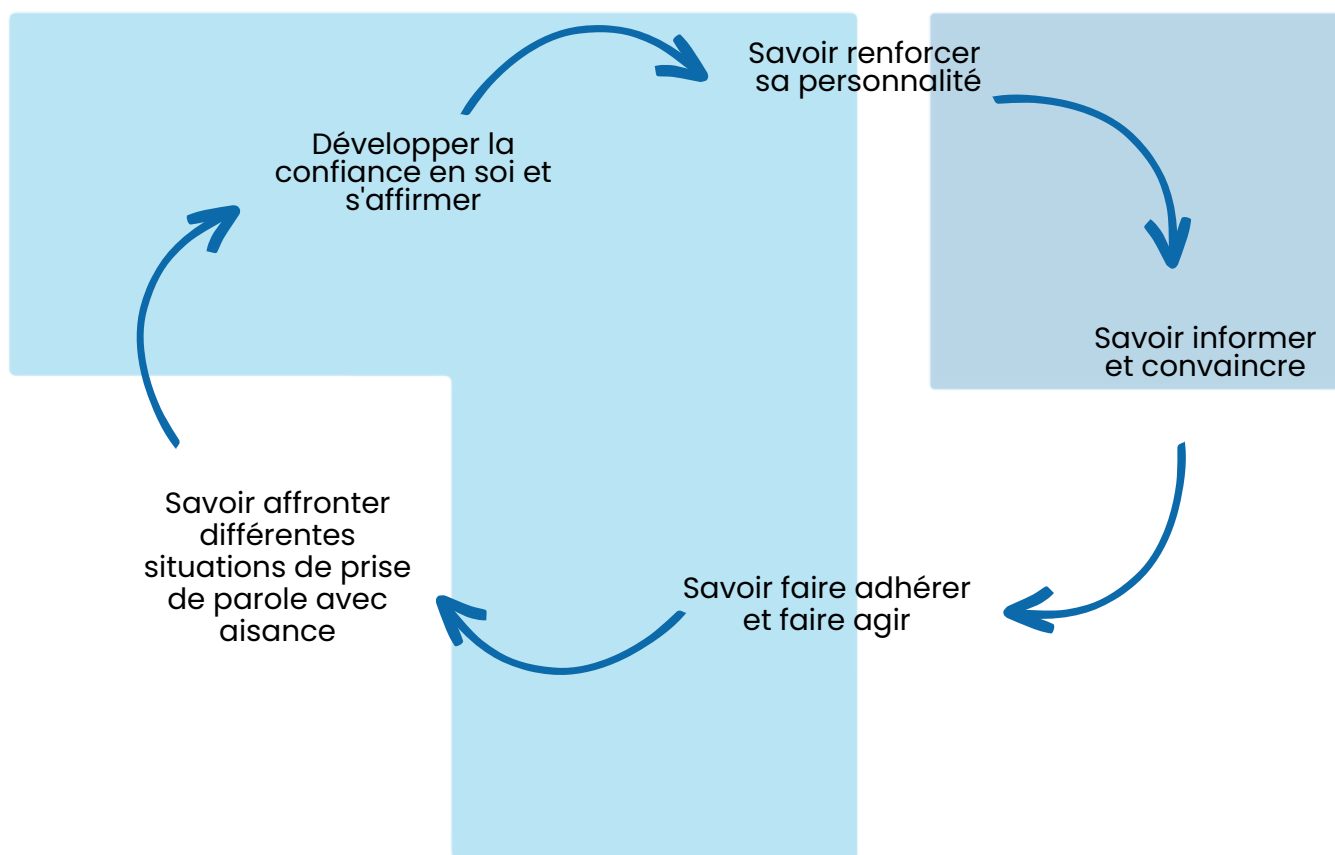 Savoir renforcer
sa personnalité
Développer la
confiance en soi et
s'affirmer
Savoir informer
et convaincre
Savoir affronter
différentes
situations de prise
de parole avec
aisance
Savoir faire adhérer
et faire agir